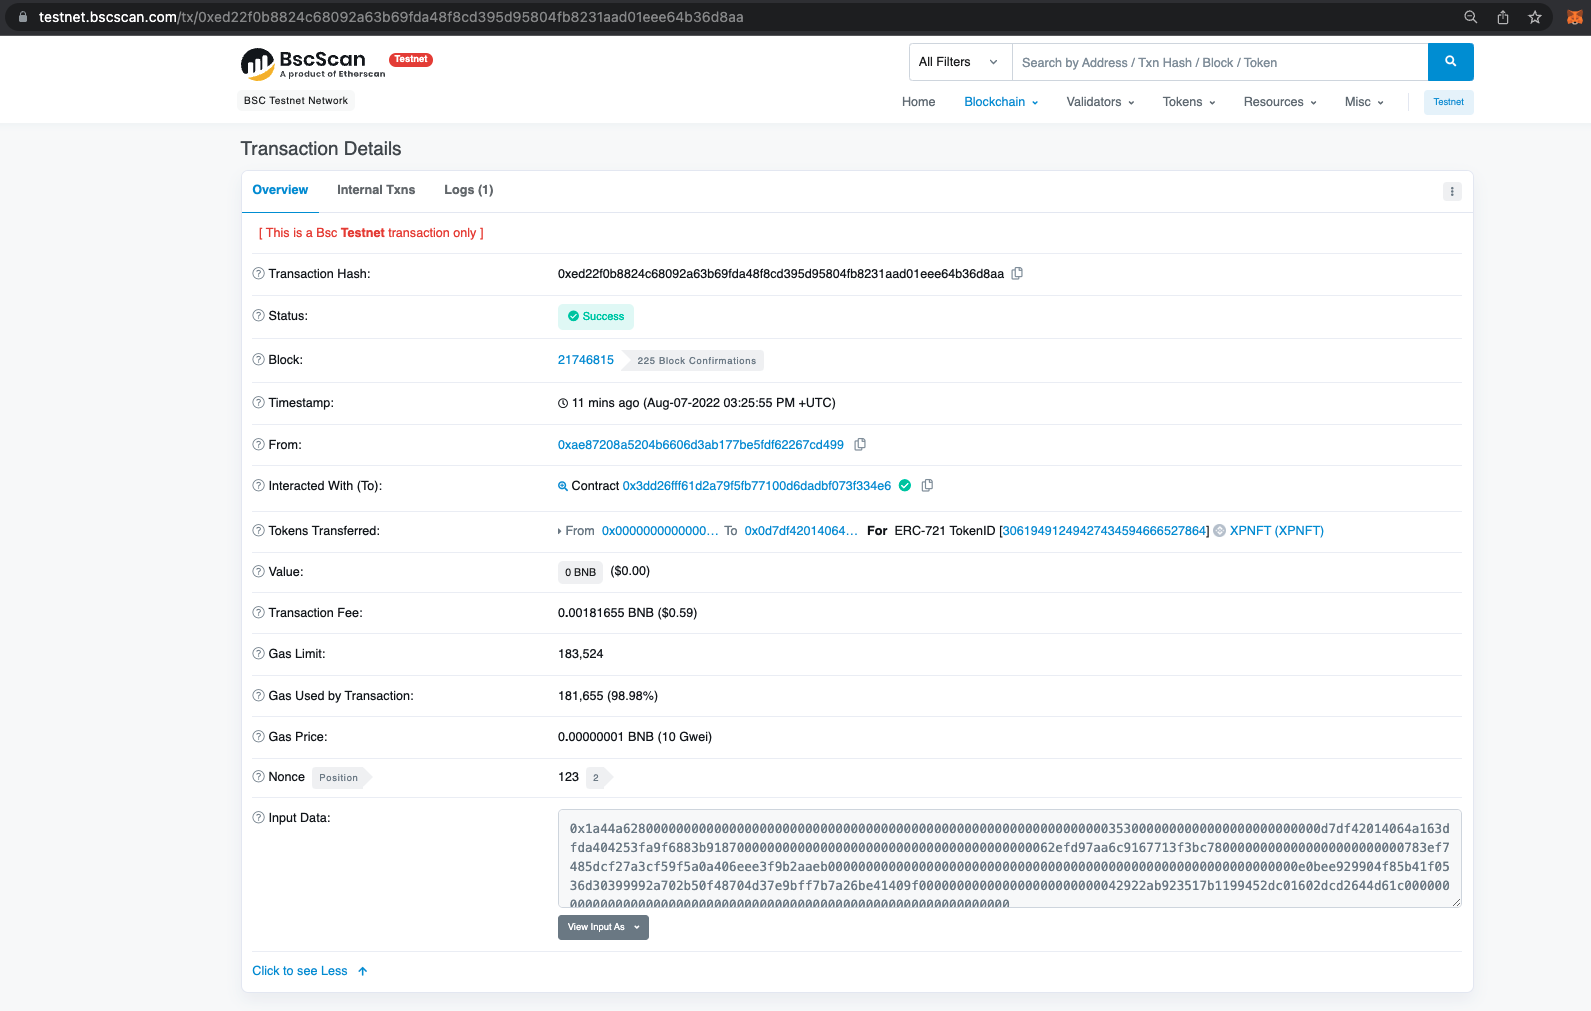 testnet.bscscan.com/tx/0xed22f0b8824c68092a63b69fda48f8cd395d95804fb8231aad01eee64b36d8aa
BscScan Testnet
A product of Etherscan
All Filters Search by Address / Txn Hash / Block / Token
BSC Testnet Network
Home Blockchain Validators Tokens Resources Misc Testnet
Transaction Details
Overview Internal Txns Logs (1)
[ This is a Bsc Testnet transaction only ]
Transaction Hash: 0xed22f0b8824c68092a63b69fda48f8cd395d95804fb8231aad01eee64b36d8aa
Status: Success
Block: 21746815 225 Block Confirmations
Timestamp: 11 mins ago (Aug-07-2022 03:25:55 PM +UTC)
From: 0xae87208a5204b6606d3ab177be5fdf62267cd499
Interacted With (To): Contract 0x3dd26fff61d2a79f5fb77100d6dadbf073f334e6
Tokens Transferred: From 0x0000000000000... To 0x0d7df42014064... For ERC-721 TokenID [30619491249427434594666527864] XPNFT (XPNFT)
Value: 0 BNB ($0.00)
Transaction Fee: 0.00181655 BNB ($0.59)
Gas Limit: 183,524
Gas Used by Transaction: 181,655 (98.98%)
Gas Price: 0.00000001 BNB (10 Gwei)
Nonce Position 123 2
Input Data:
View Input As
Click to see Less